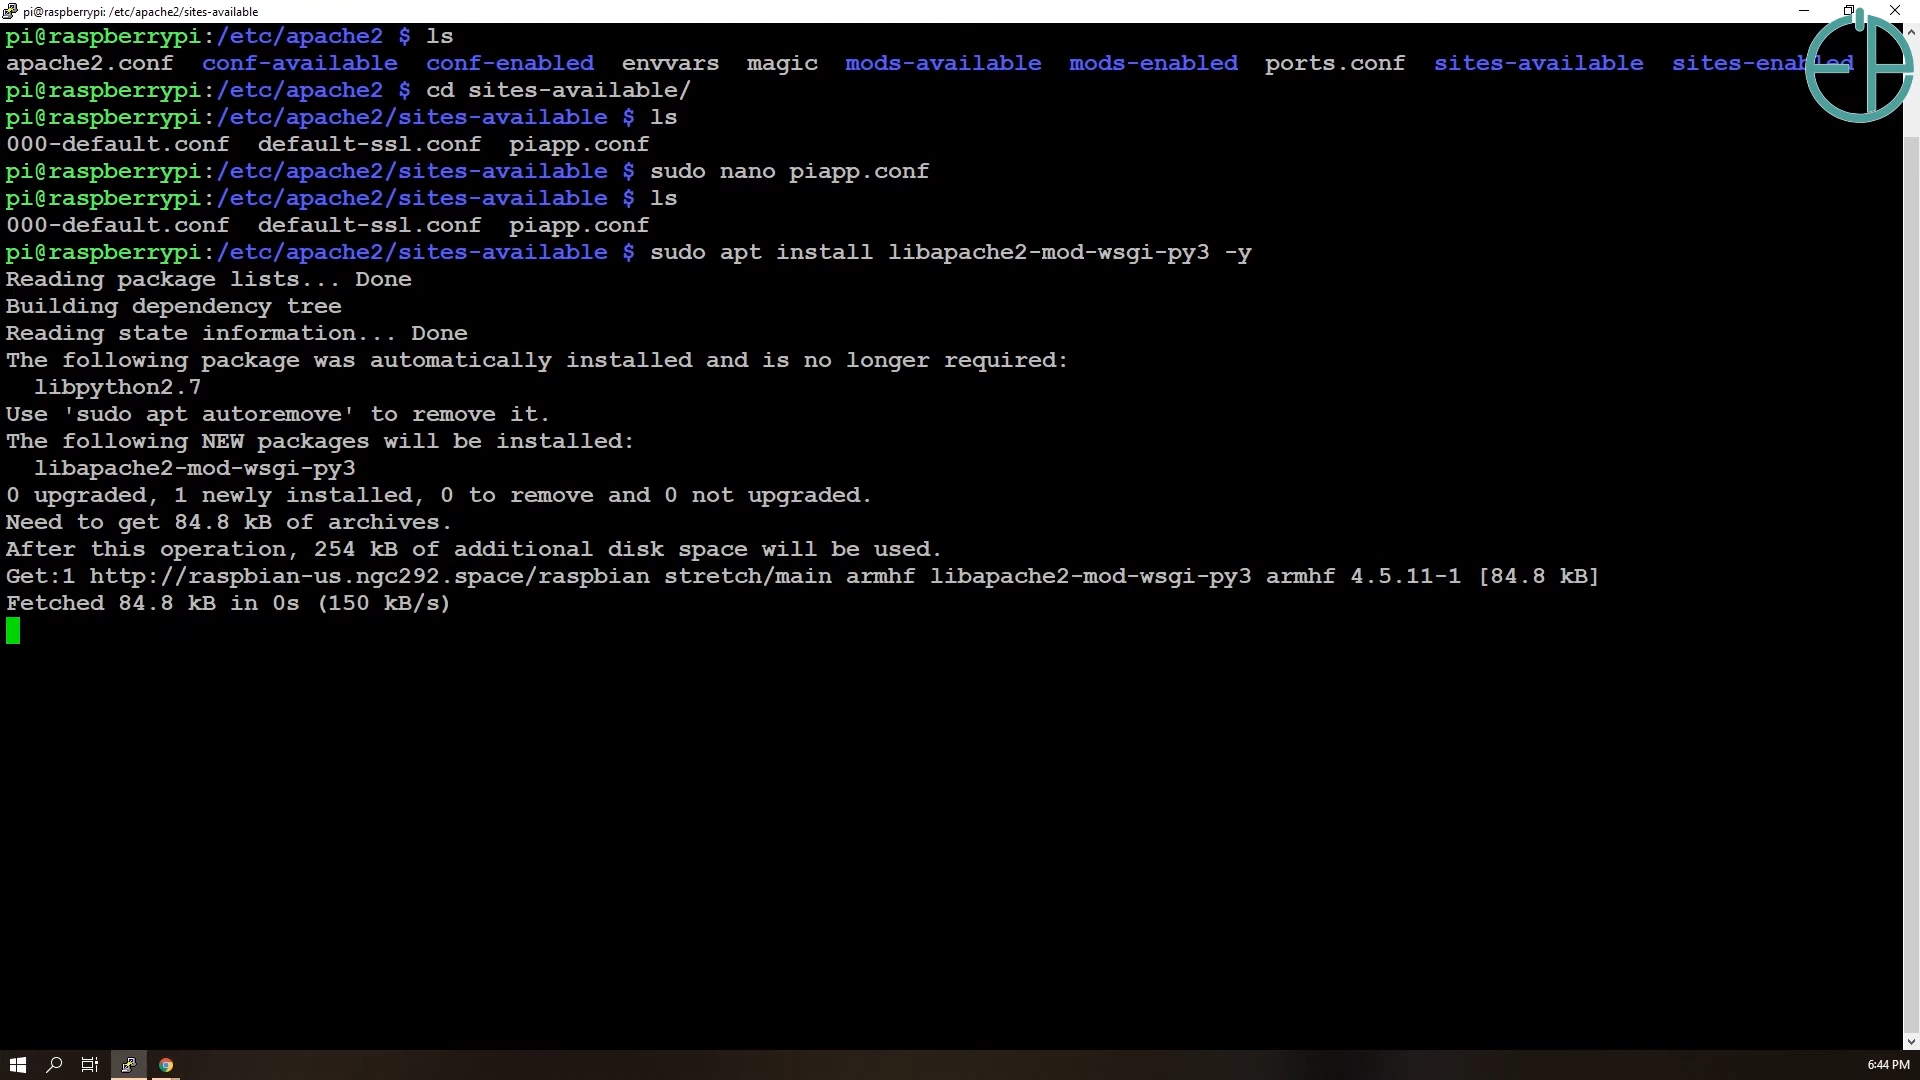 pi@raspberrypi: /etc/apache2/sites-available
pi@raspberrypi:/etc/apache2 $ ls
apache2.conf  conf-available  conf-enabled  envvars  magic  mods-available  mods-enabled  ports.conf  sites-available  sites-enabled
pi@raspberrypi:/etc/apache2 $ cd sites-available/
pi@raspberrypi:/etc/apache2/sites-available $ ls
000-default.conf  default-ssl.conf  piapp.conf
pi@raspberrypi:/etc/apache2/sites-available $ sudo nano piapp.conf
pi@raspberrypi:/etc/apache2/sites-available $ ls
000-default.conf  default-ssl.conf  piapp.conf
pi@raspberrypi:/etc/apache2/sites-available $ sudo apt install libapache2-mod-wsgi-py3 -y
Reading package lists... Done
Building dependency tree
Reading state information... Done
The following package was automatically installed and is no longer required:
  libpython2.7
Use 'sudo apt autoremove' to remove it.
The following NEW packages will be installed:
  libapache2-mod-wsgi-py3
0 upgraded, 1 newly installed, 0 to remove and 0 not upgraded.
Need to get 84.8 kB of archives.
After this operation, 254 kB of additional disk space will be used.
Get:1 http://raspbian-us.ngc292.space/raspbian stretch/main armhf libapache2-mod-wsgi-py3 armhf 4.5.11-1 [84.8 kB]
Fetched 84.8 kB in 0s (150 kB/s)
6:44 PM